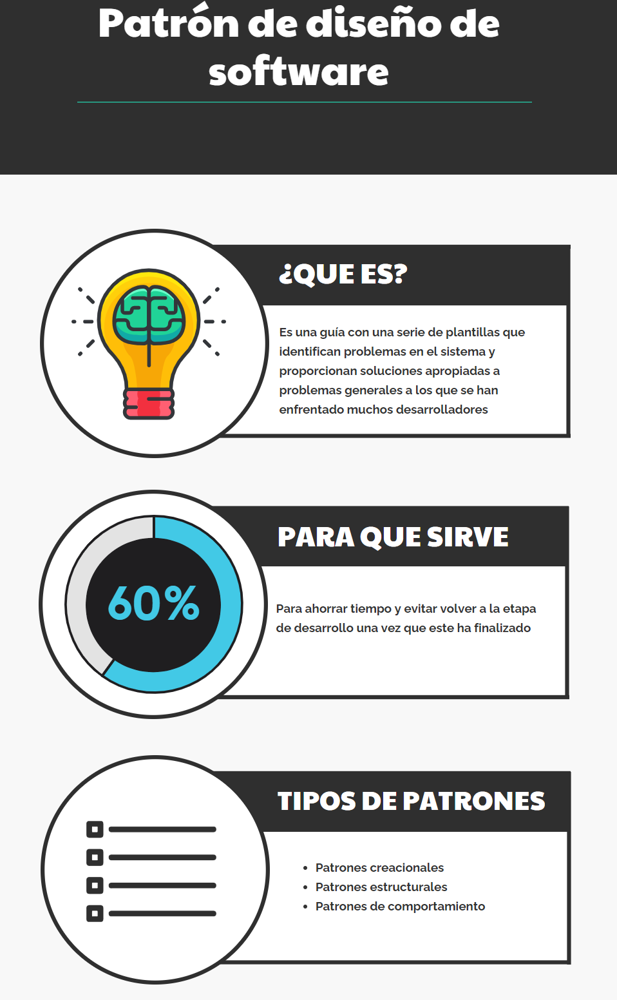 Patrón de diseño de
software
¿QUE ES?
Es una guía con una serie de plantillas que
identifican problemas en el sistema y
proporcionan soluciones apropiadas a
problemas generales a los que se han
enfrentado muchos desarrolladores
60%
PARA QUE SIRVE
Para ahorrar tiempo y evitar volver a la etapa
de desarrollo una vez que este ha finalizado
TIPOS DE PATRONES
• Patrones creacionales
• Patrones estructurales
• Patrones de comportamiento